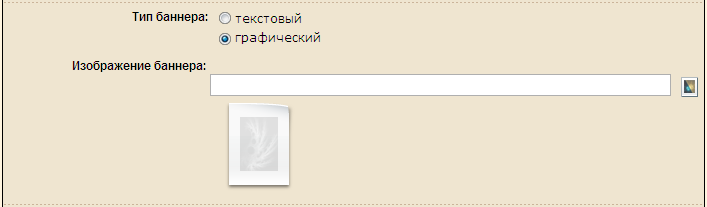 Тип баннера: текстовый
графический
Изображение баннера: